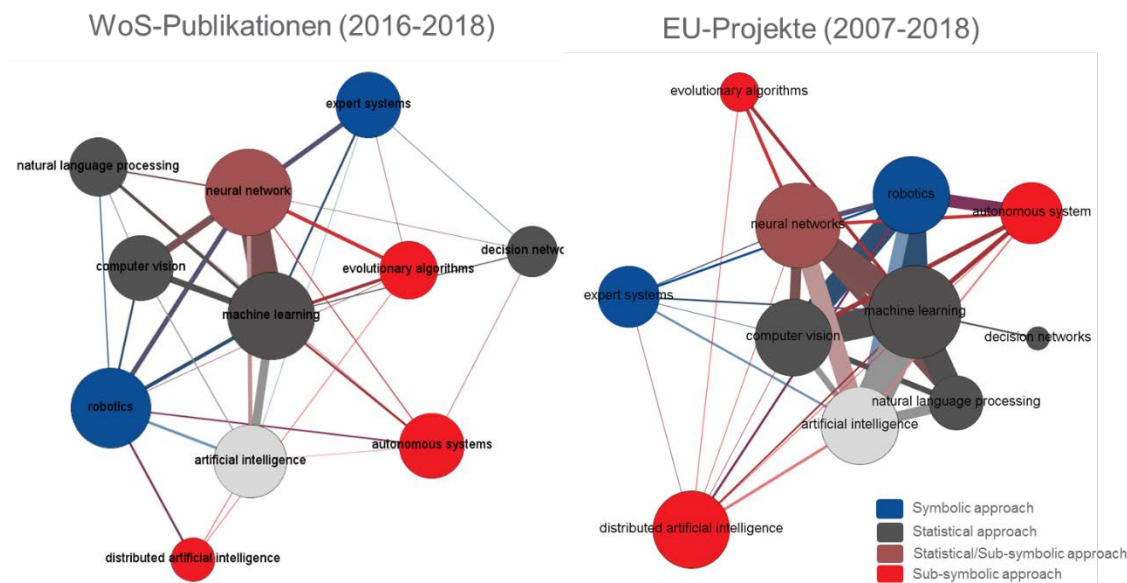 WoS-Publikationen (2016-2018)
expert systems
natural language processing
neural network
decision netwo
computer vision
evolutionary algorithms
machine learning
robotics
autonomous systems
artificial intelligence
distributed artificial intelligence
EU-Projekte (2007-2018)
evolutionary algorithms
robotics
autonomous system
neural networks
expert systems
machine learning
computer vision
decision networks
natural language processing
artificial intelligence
distributed artificial intelligence
Symbolic approach
Statistical approach
Statistical/Sub-symbolic approach
Sub-symbolic approach